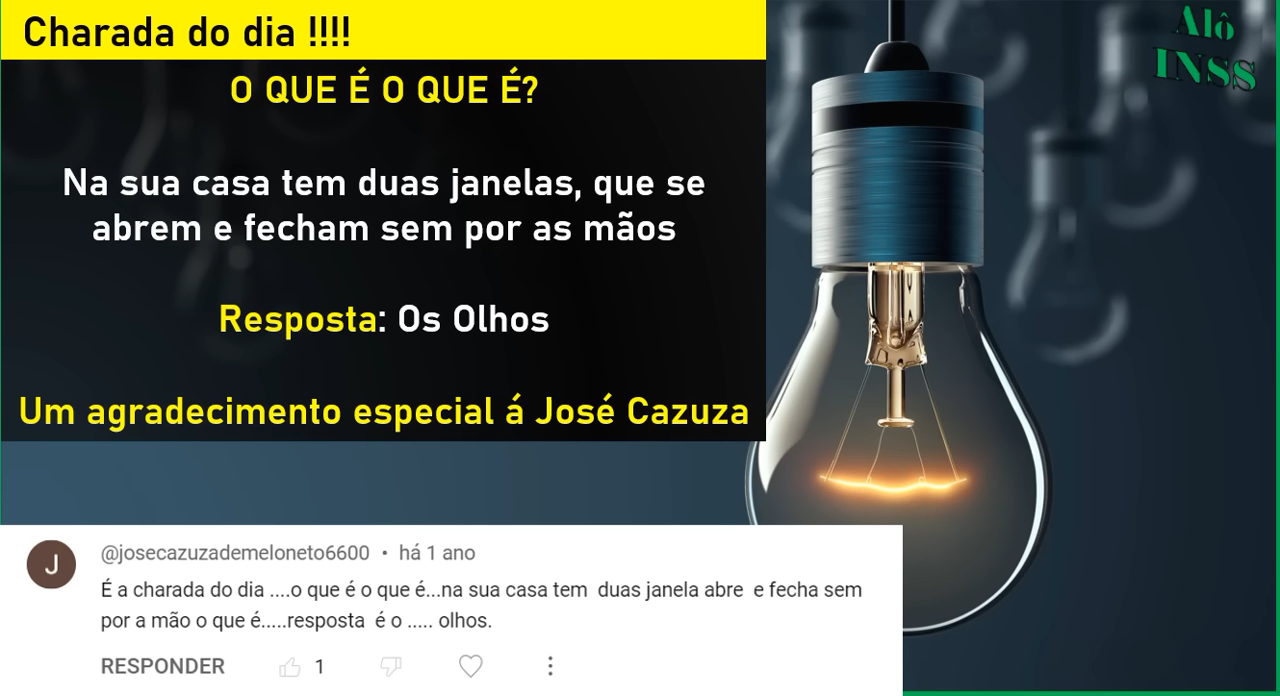 Charada do dia !!!!
Alô
INSS
O QUE É O QUE É?
Na sua casa tem duas janelas, que se
abrem e fecham sem por as mãos
Resposta: Os Olhos
Um agradecimento especial á José Cazuza
J
@josecazuzademeloneto6600 • há 1 ano
É a charada do dia ....o que é o que é...na sua casa tem  duas janela abre  e fecha sem
por a mão o que é.....resposta  é o ..... olhos.
RESPONDER 1